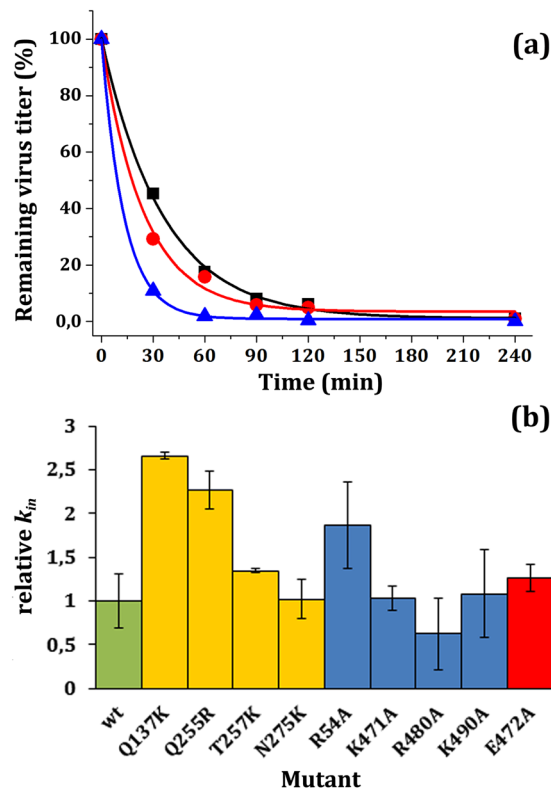 (a)
Remaining virus titer (%)
100
80
60
40
20
0,0
0 30 60 90 120 150 180 210 240
Time (min)
(b)
relative k_in
3
2,5
2
1,5
1
0,5
0
wt Q137K Q255R T257K N275K R54A K471A R480A K490A E472A
Mutant